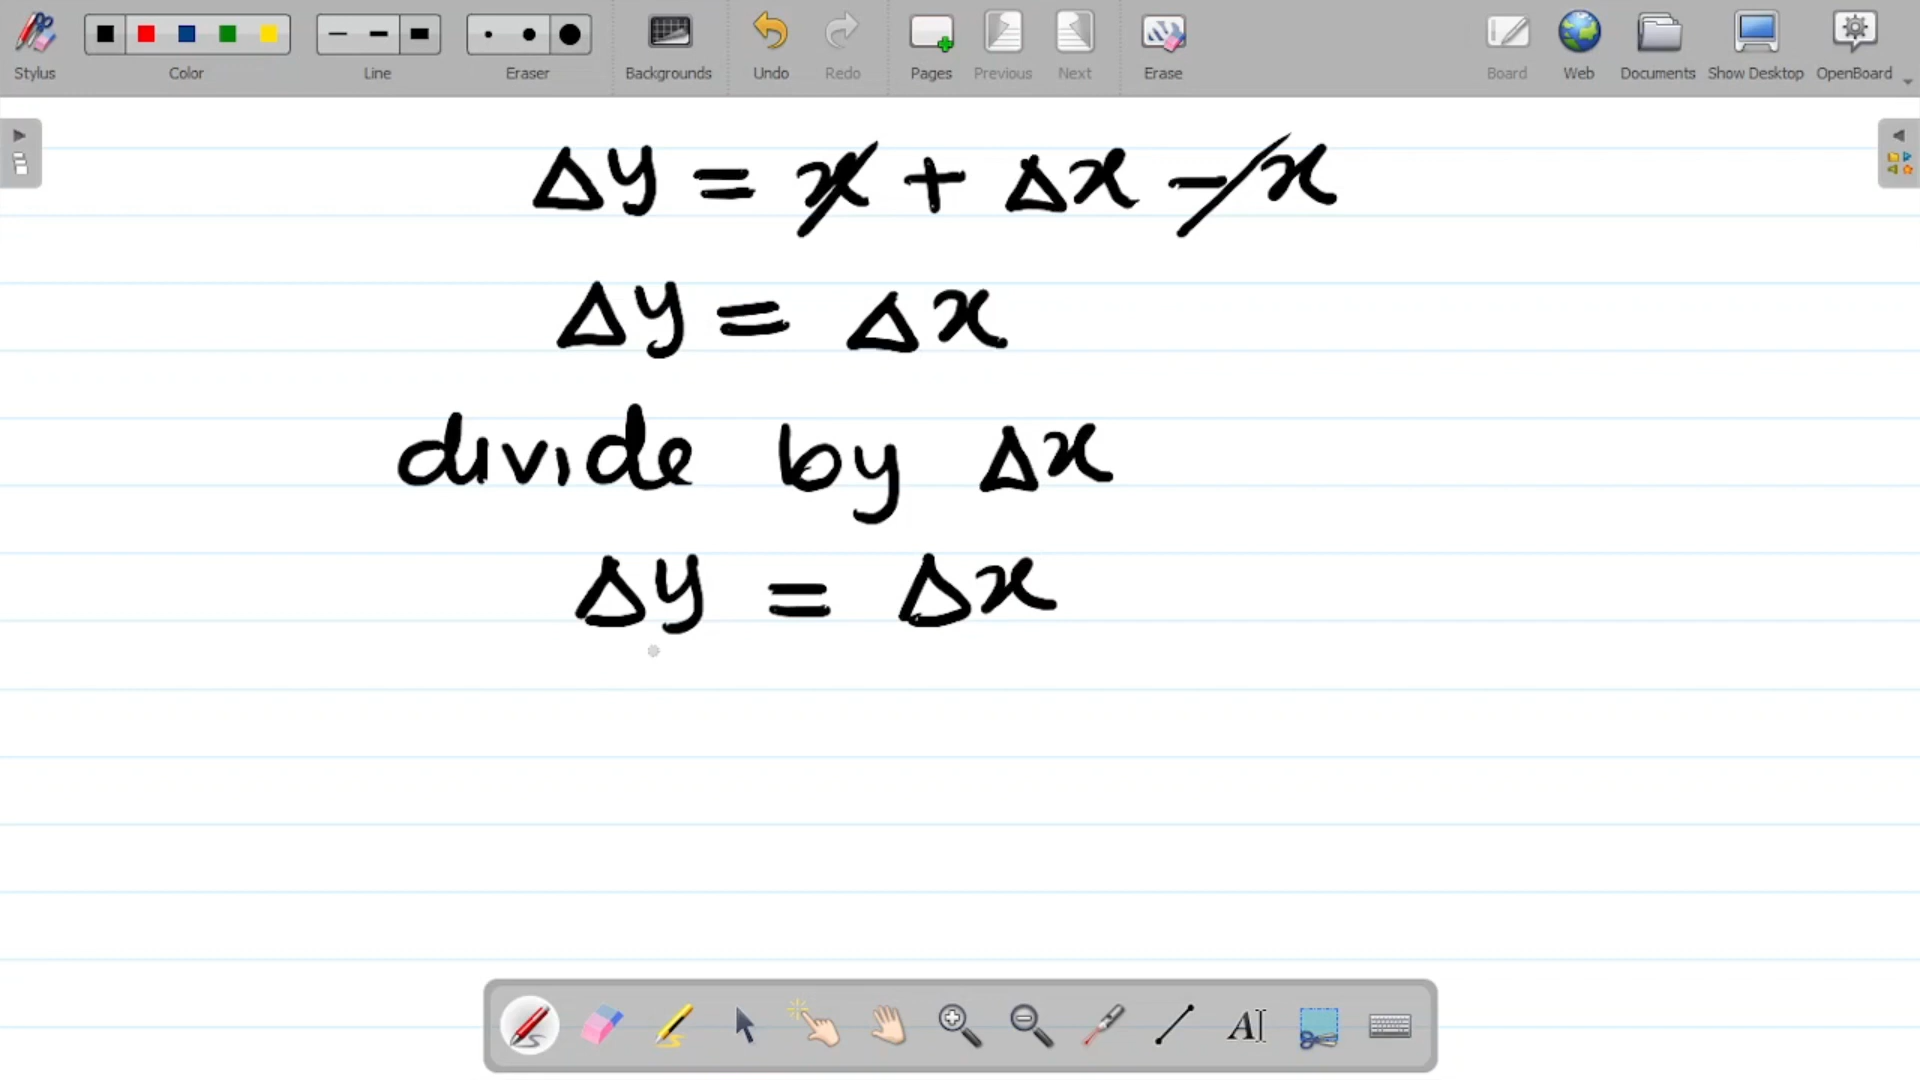 Stylus Color Line Eraser Backgrounds Undo Redo Pages Previous Next Erase Board Web Documents Show Desktop OpenBoard
Δy = x + Δx - x
Δy = Δx
divide by Δx
Δy = Δx